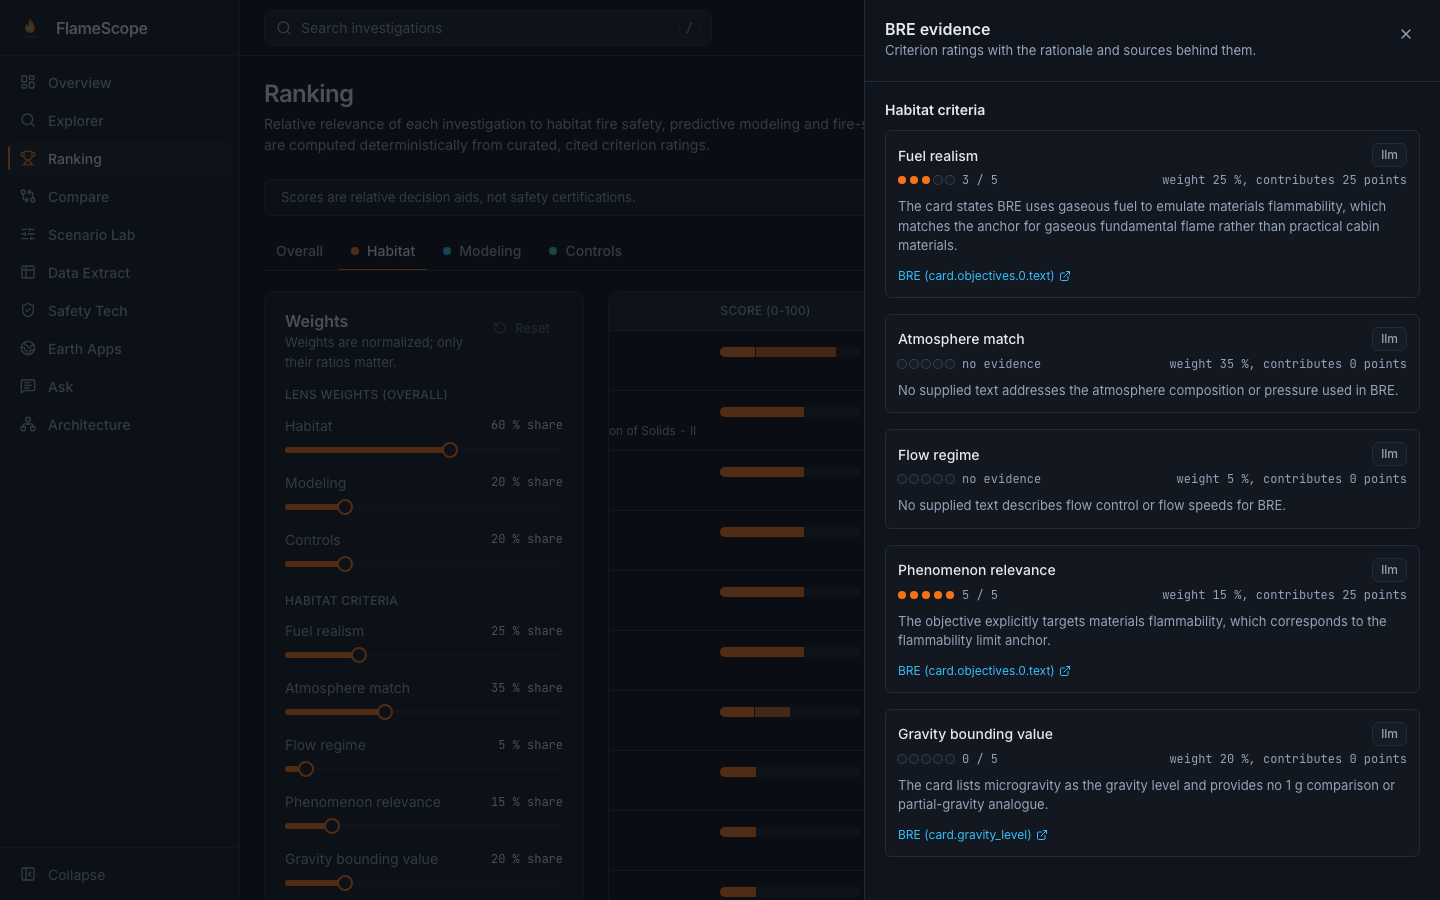 FlameScope
Search investigations
/
Overview
Explorer
Ranking
Compare
Scenario Lab
Data Extract
Safety Tech
Earth Apps
Ask
Architecture
Collapse
Ranking
Relative relevance of each investigation to habitat fire safety, predictive modeling and fire-s
are computed deterministically from curated, cited criterion ratings.
Scores are relative decision aids, not safety certifications.
Overall
Habitat
Modeling
Controls
Weights
Reset
Weights are normalized; only
their ratios matter.
LENS WEIGHTS (OVERALL)
Habitat 60 % share
Modeling 20 % share
Controls 20 % share
HABITAT CRITERIA
Fuel realism 25 % share
Atmosphere match 35 % share
Flow regime 5 % share
Phenomenon relevance 15 % share
Gravity bounding value 20 % share
SCORE (0-100)
on of Solids - II
BRE evidence
Criterion ratings with the rationale and sources behind them.
Habitat criteria
Fuel realism llm
3 / 5 weight 25 %, contributes 25 points
The card states BRE uses gaseous fuel to emulate materials flammability, which
matches the anchor for gaseous fundamental flame rather than practical cabin
materials.
BRE (card.objectives.0.text)
Atmosphere match llm
no evidence weight 35 %, contributes 0 points
No supplied text addresses the atmosphere composition or pressure used in BRE.
Flow regime llm
no evidence weight 5 %, contributes 0 points
No supplied text describes flow control or flow speeds for BRE.
Phenomenon relevance llm
5 / 5 weight 15 %, contributes 25 points
The objective explicitly targets materials flammability, which corresponds to the
flammability limit anchor.
BRE (card.objectives.0.text)
Gravity bounding value llm
0 / 5 weight 20 %, contributes 0 points
The card lists microgravity as the gravity level and provides no 1 g comparison or
partial-gravity analogue.
BRE (card.gravity_level)